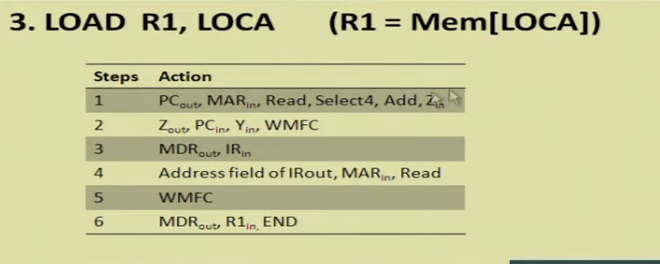 3. LOAD R1, LOCA (R1 = Mem[LOCA])
Steps Action
1 PCout, MARin, Read, Select4, Add, Zin
2 Zout, PCin, Yin, WMFC
3 MDRout, IRin
4 Address field of IRout, MARin, Read
5 WMFC
6 MDRout, R1in, END